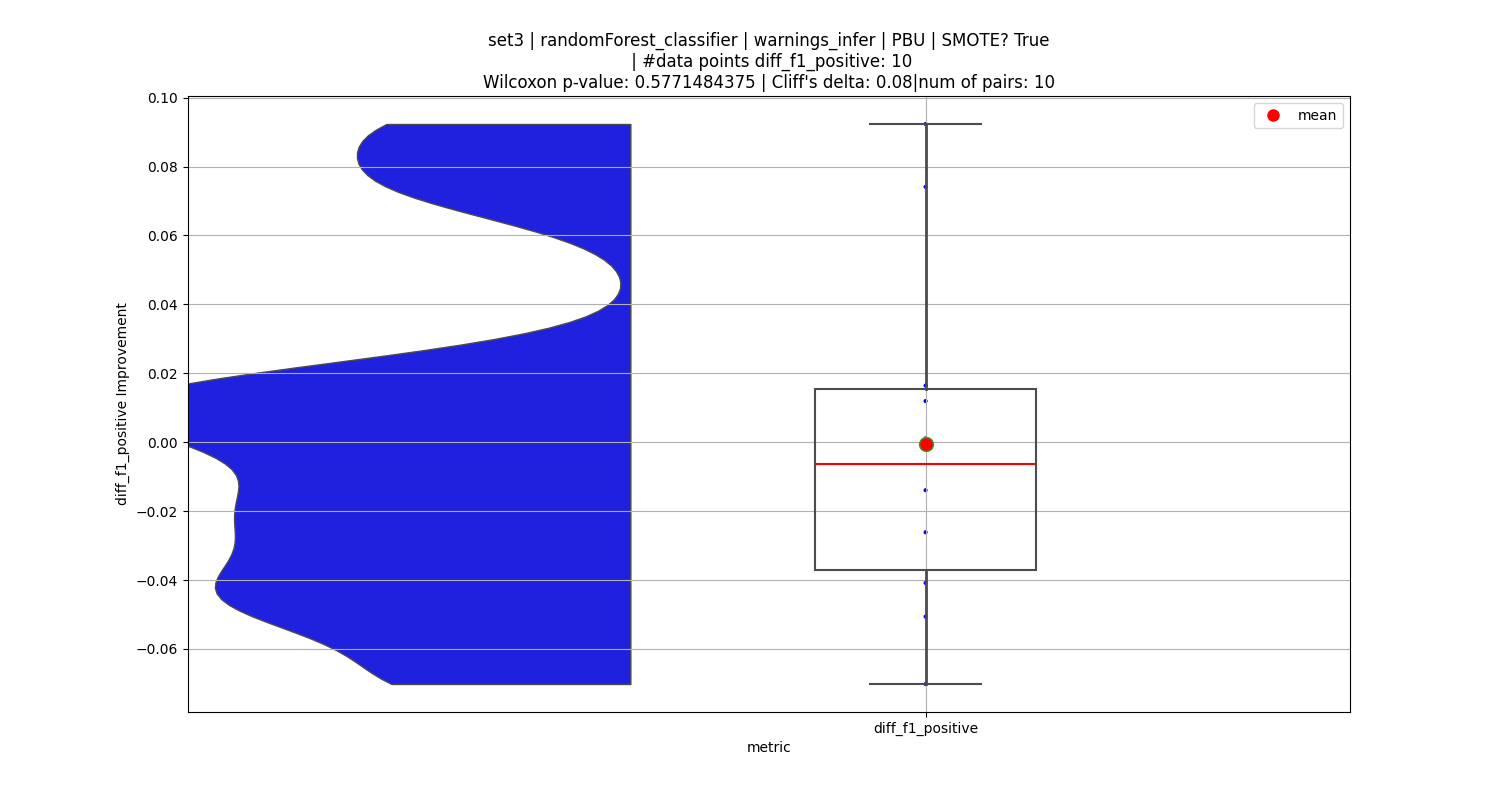 set3 | randomForest_classifier | warnings_infer | PBU | SMOTE? True
| #data points diff_f1_positive: 10
Wilcoxon p-value: 0.5771484375 | Cliff's delta: 0.08|num of pairs: 10
mean
0.10
0.08
0.06
0.04
0.02
0.00
−0.02
−0.04
−0.06
diff_f1_positive Improvement
diff_f1_positive
metric